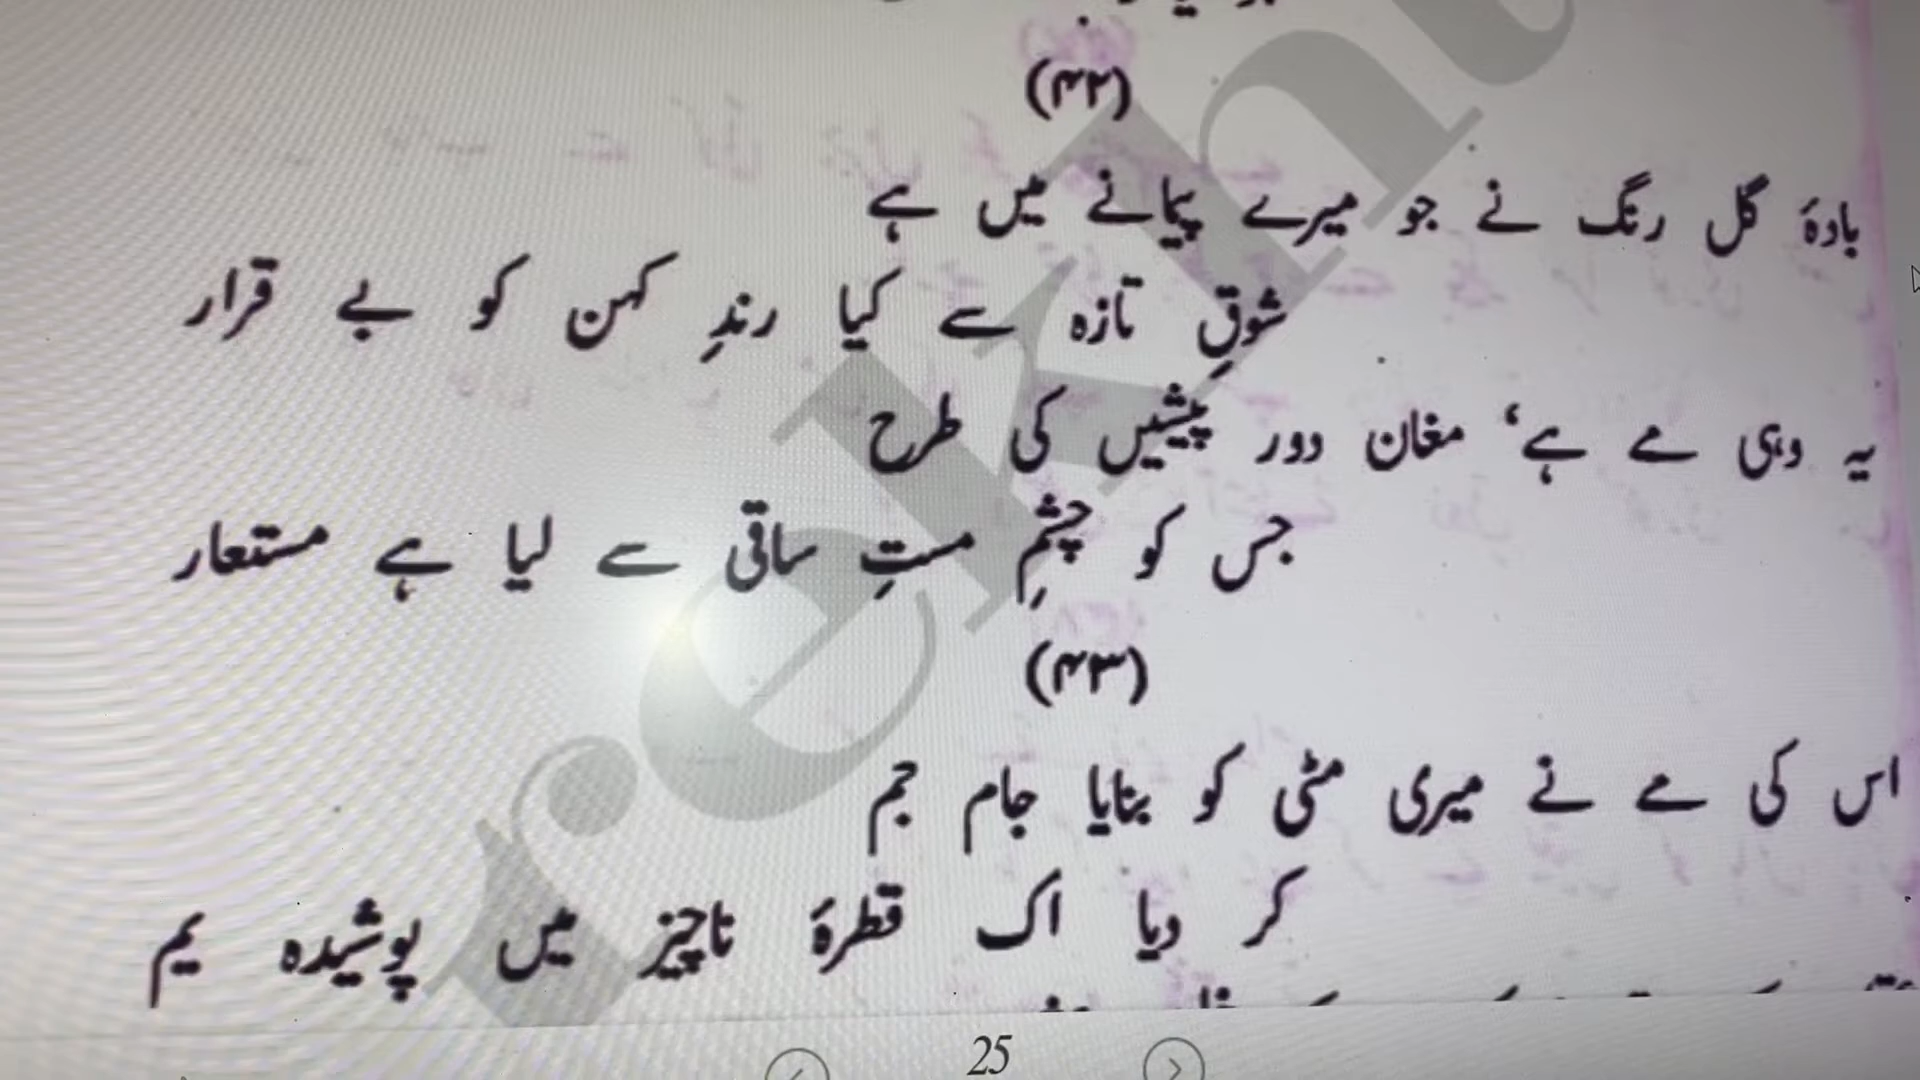 (۴۲)
بادۂ گل رنگ نے جو میرے پیمانے میں ہے
شوقِ تازہ سے کیا رندِ کہن کو بے قرار
یہ وہی مے ہے، مغان دور پیشیں کی طرح
جس کو چشمِ مستِ ساقی سے لیا ہے مستعار
(۴۳)
اس کی مے نے میری مٹی کو بنایا جام جم
کر دیا اک قطرۂ ناچیز میں پوشیدہ یم
25